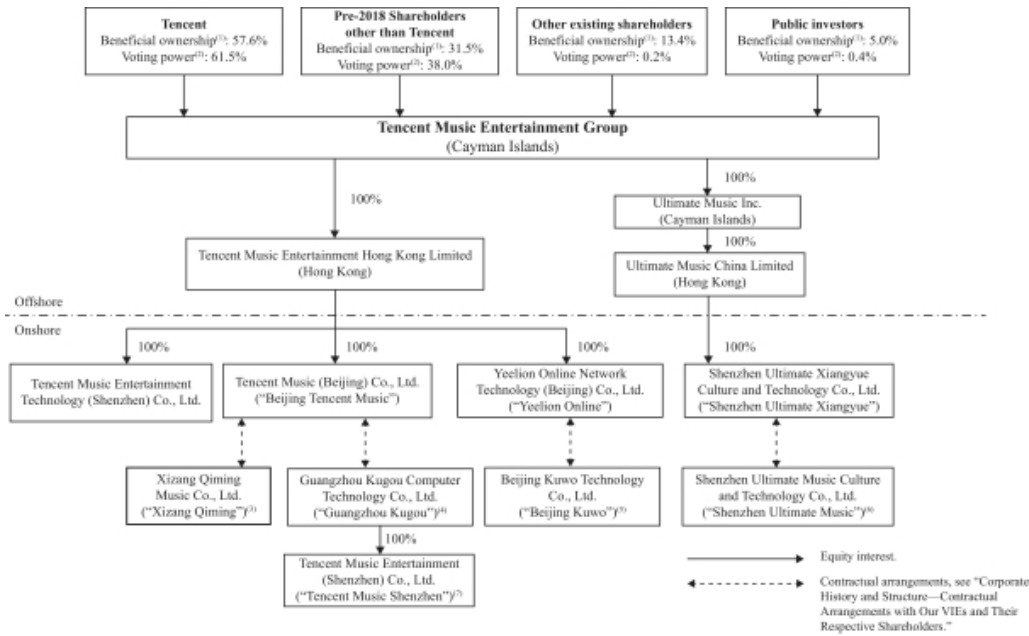 Tencent
Beneficial ownership(1): 57.6%
Voting power(2): 61.5%
Pre-2018 Shareholders
other than Tencent
Beneficial ownership(1): 31.5%
Voting power(2): 38.0%
Other existing shareholders
Beneficial ownership(1): 13.4%
Voting power(2): 0.2%
Public investors
Beneficial ownership(1): 5.0%
Voting power(2): 0.4%
Tencent Music Entertainment Group
(Cayman Islands)
100%
100%
Ultimate Music Inc.
(Cayman Islands)
100%
Tencent Music Entertainment Hong Kong Limited
(Hong Kong)
Ultimate Music China Limited
(Hong Kong)
Offshore
Onshore
100%
100%
100%
100%
Tencent Music Entertainment
Technology (Shenzhen) Co., Ltd.
Tencent Music (Beijing) Co., Ltd.
(“Beijing Tencent Music”)
Yeelion Online Network
Technology (Beijing) Co., Ltd.
(“Yeelion Online”)
Shenzhen Ultimate Xiangyue
Culture and Technology Co., Ltd.
(“Shenzhen Ultimate Xiangyue”)
Xizang Qiming
Music Co., Ltd.
(“Xizang Qiming”)(3)
Guangzhou Kugou Computer
Technology Co., Ltd.
(“Guangzhou Kugou”)(4)
Beijing Kuwo Technology
Co., Ltd.
(“Beijing Kuwo”)(5)
Shenzhen Ultimate Music Culture
and Technology Co., Ltd.
(“Shenzhen Ultimate Music”)(6)
100%
Tencent Music Entertainment
(Shenzhen) Co., Ltd.
(“Tencent Music Shenzhen”)(7)
Equity interest.
Contractual arrangements, see “Corporate
History and Structure—Contractual
Arrangements with Our VIEs and Their
Respective Shareholders.”